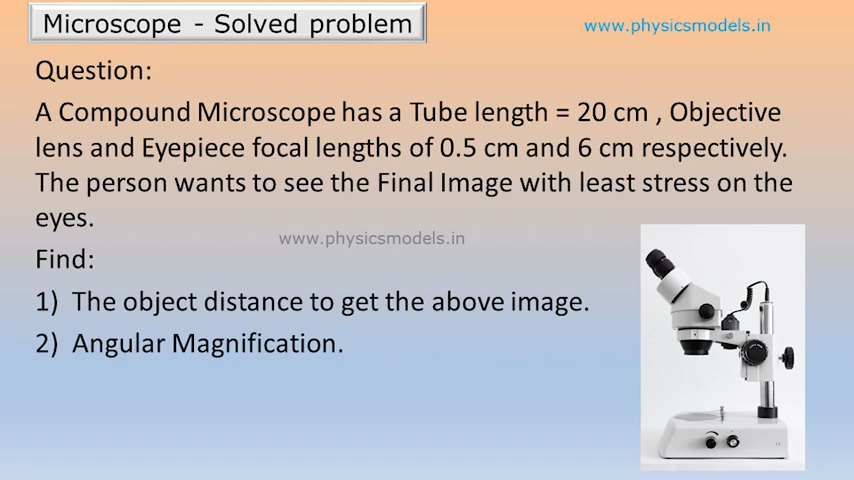 Microscope - Solved problem
www.physicsmodels.in
Question:
A Compound Microscope has a Tube length = 20 cm , Objective
lens and Eyepiece focal lengths of 0.5 cm and 6 cm respectively.
The person wants to see the Final Image with least stress on the
eyes.
www.physicsmodels.in
Find:
1) The object distance to get the above image.
2) Angular Magnification.